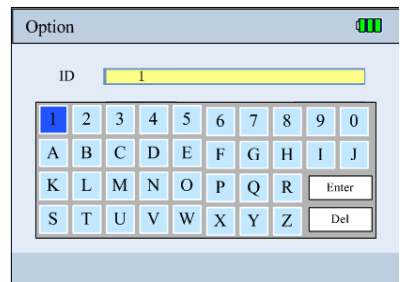 Option
ID 1
1 2 3 4 5 6 7 8 9 0
A B C D E F G H I J
K L M N O P Q R Enter
S T U V W X Y Z Del